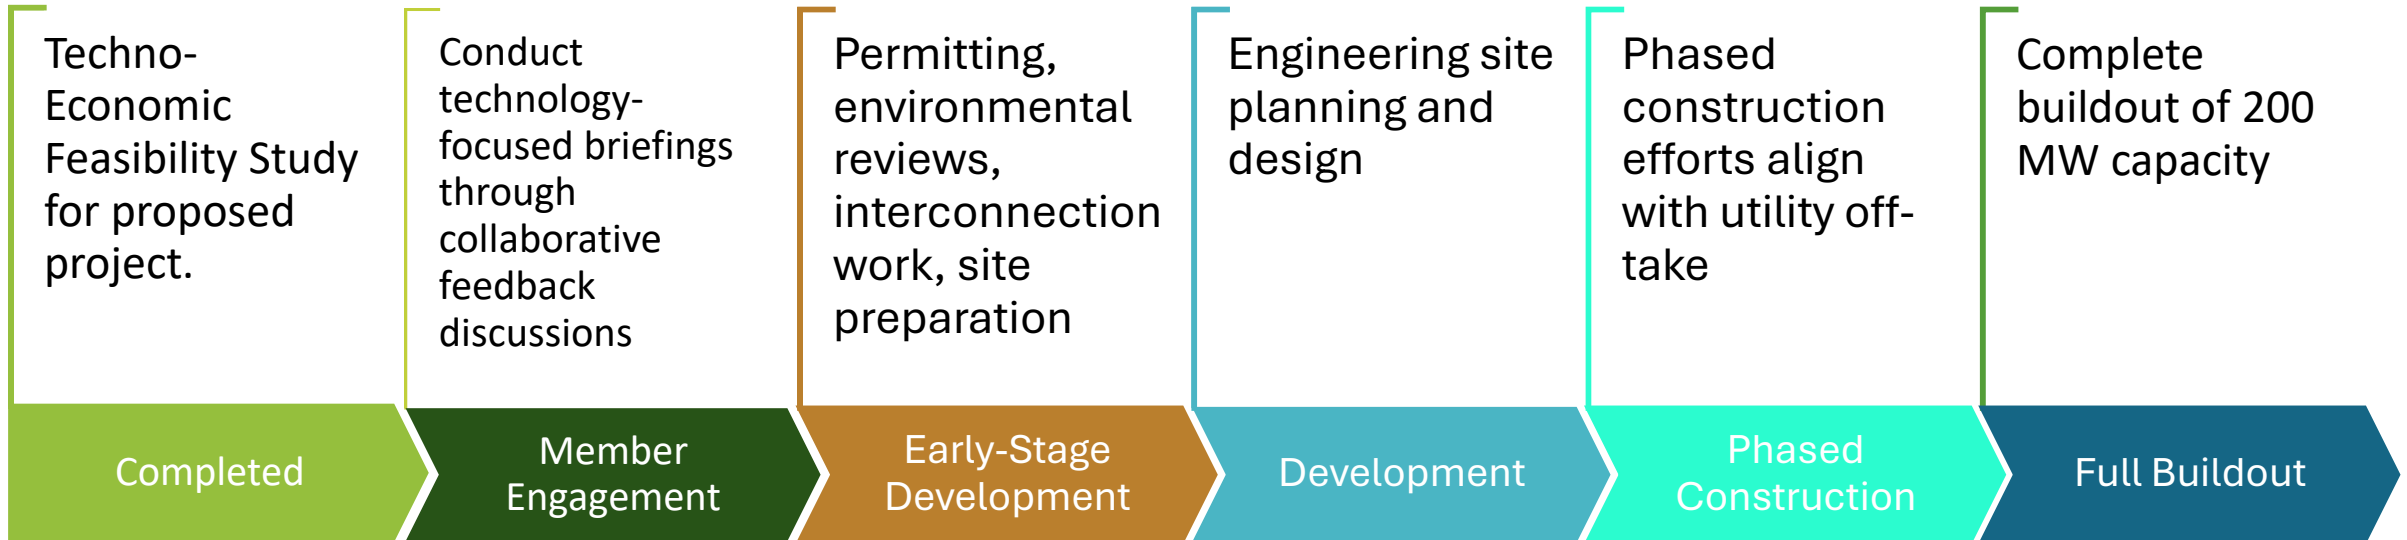 Techno-
Economic
Feasibility Study
for proposed
project.
Conduct
technology-
focused briefings
through
collaborative
feedback
discussions
Permitting,
environmental
reviews,
interconnection
work, site
preparation
Engineering site
planning and
design
Phased
construction
efforts align
with utility off-
take
Complete
buildout of 200
MW capacity
Completed
Member
Engagement
Early-Stage
Development
Development
Phased
Construction
Full Buildout